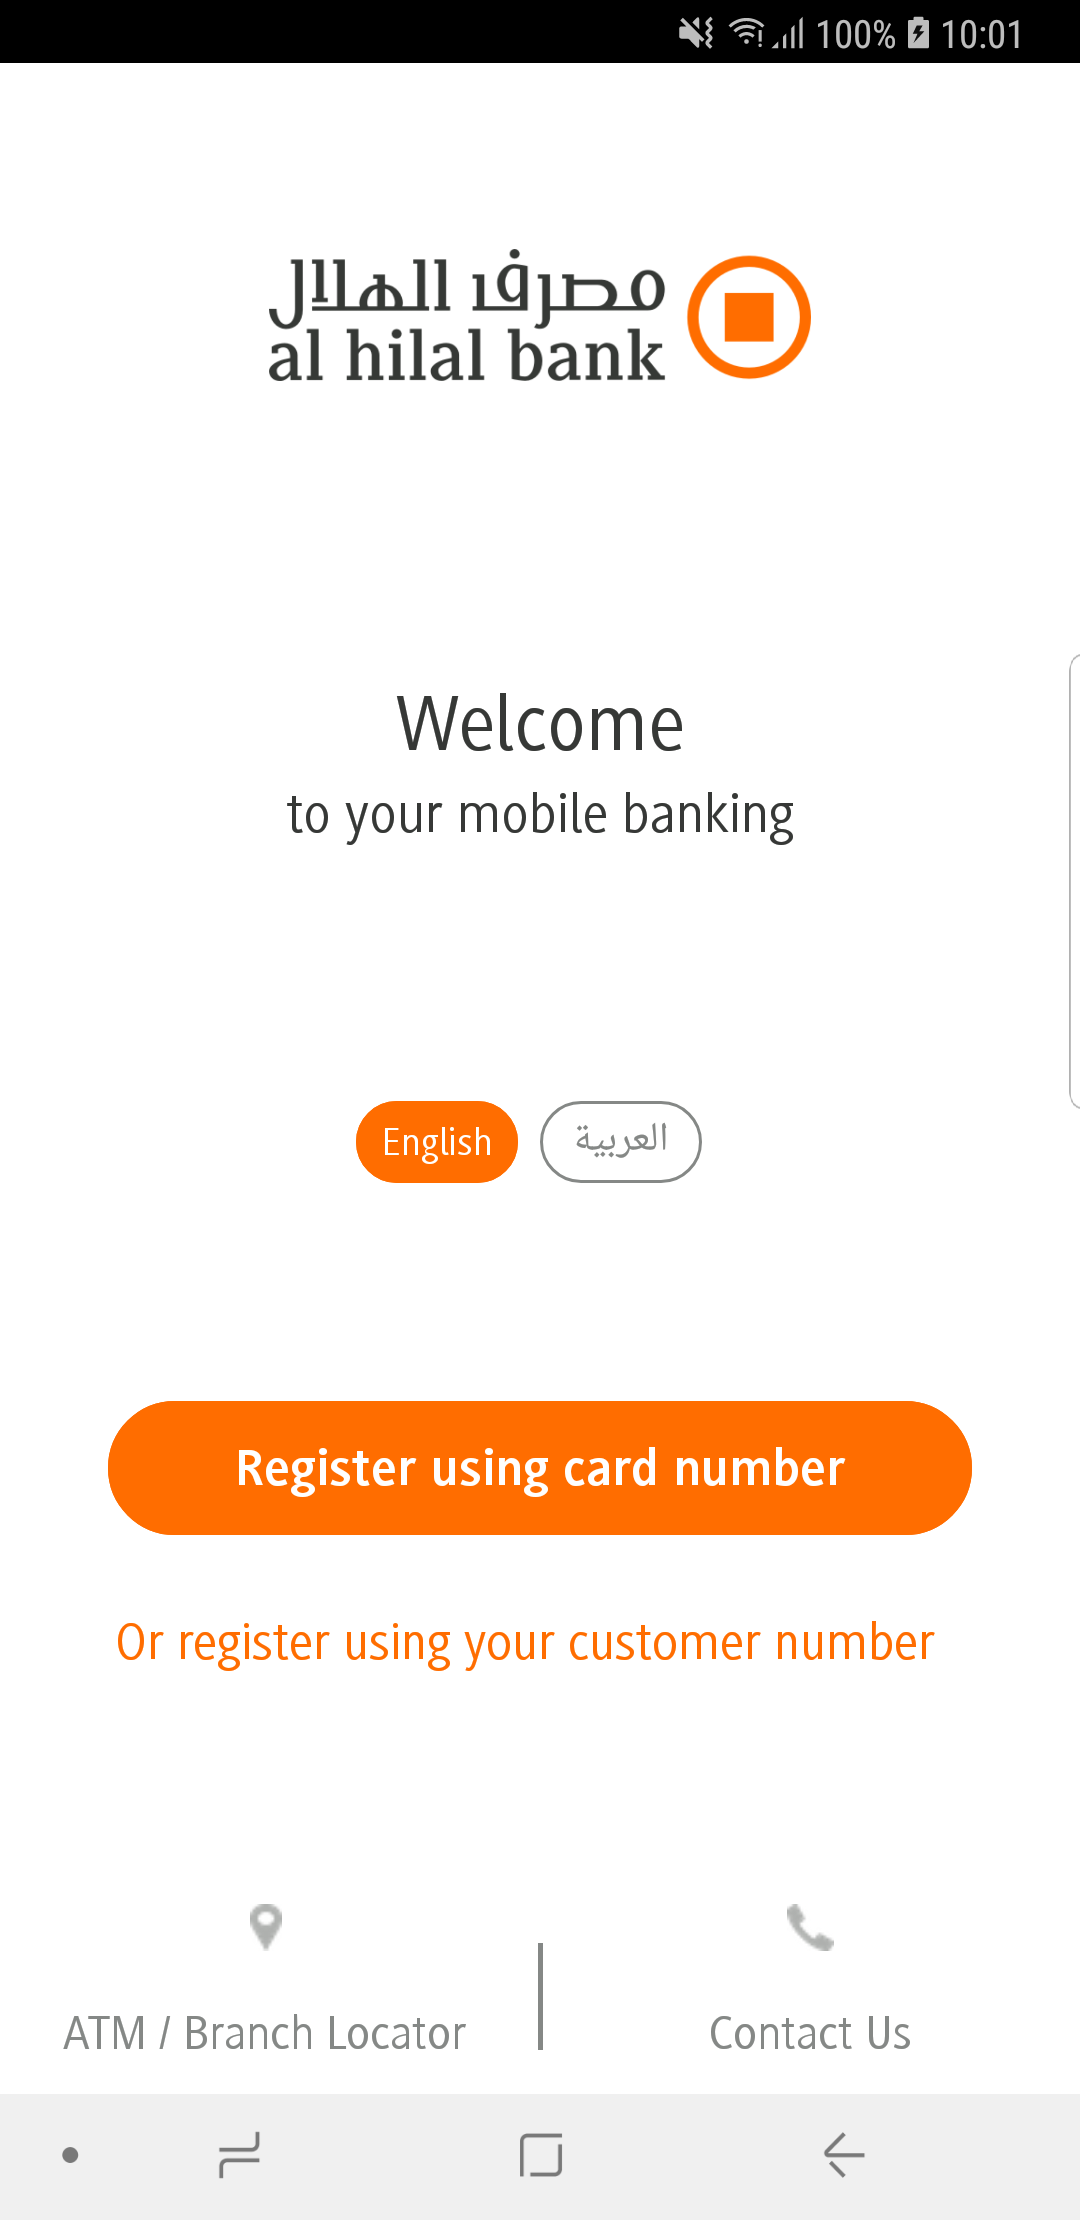 100% 10:01
مصرف الهلال
al hilal bank
Welcome
to your mobile banking
English العربية
Register using card number
Or register using your customer number
ATM / Branch Locator Contact Us